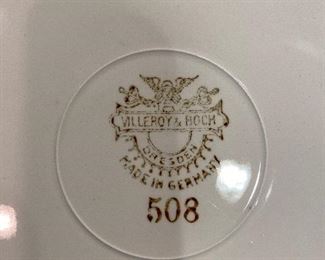 VILLEROY & BOCH
DRESDEN
MADE IN GERMANY
508